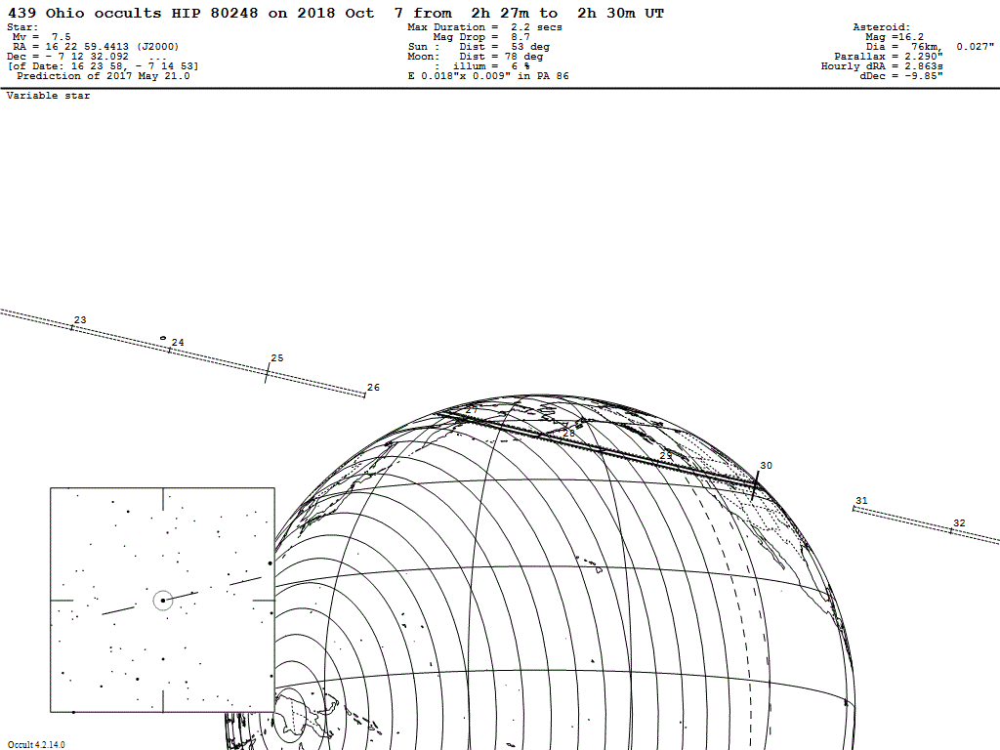 439 Ohio occults HIP 80248 on 2018 Oct  7 from  2h 27m to  2h 30m UT
Star:
Mv =  7.5
RA = 16 22 59.4413 (J2000)
Dec = - 7 12 32.092   ...
[of Date: 16 23 58, - 7 14 53]
Prediction of 2017 May 21.0
Max Duration =  2.2 secs
Mag Drop =  8.7
Sun :   Dist =  53 deg
Moon:   Dist = 78 deg
:  illum =  6 %
E 0.018"x 0.009" in PA 86
Asteroid:
Mag =16.2
Dia =  76km,  0.027"
Parallax = 2.290"
Hourly dRA = 2.863s
dDec = -9.85"
Variable star
23
24
25
26
27
28
29
30
31
32
Occult 4.2.14.0